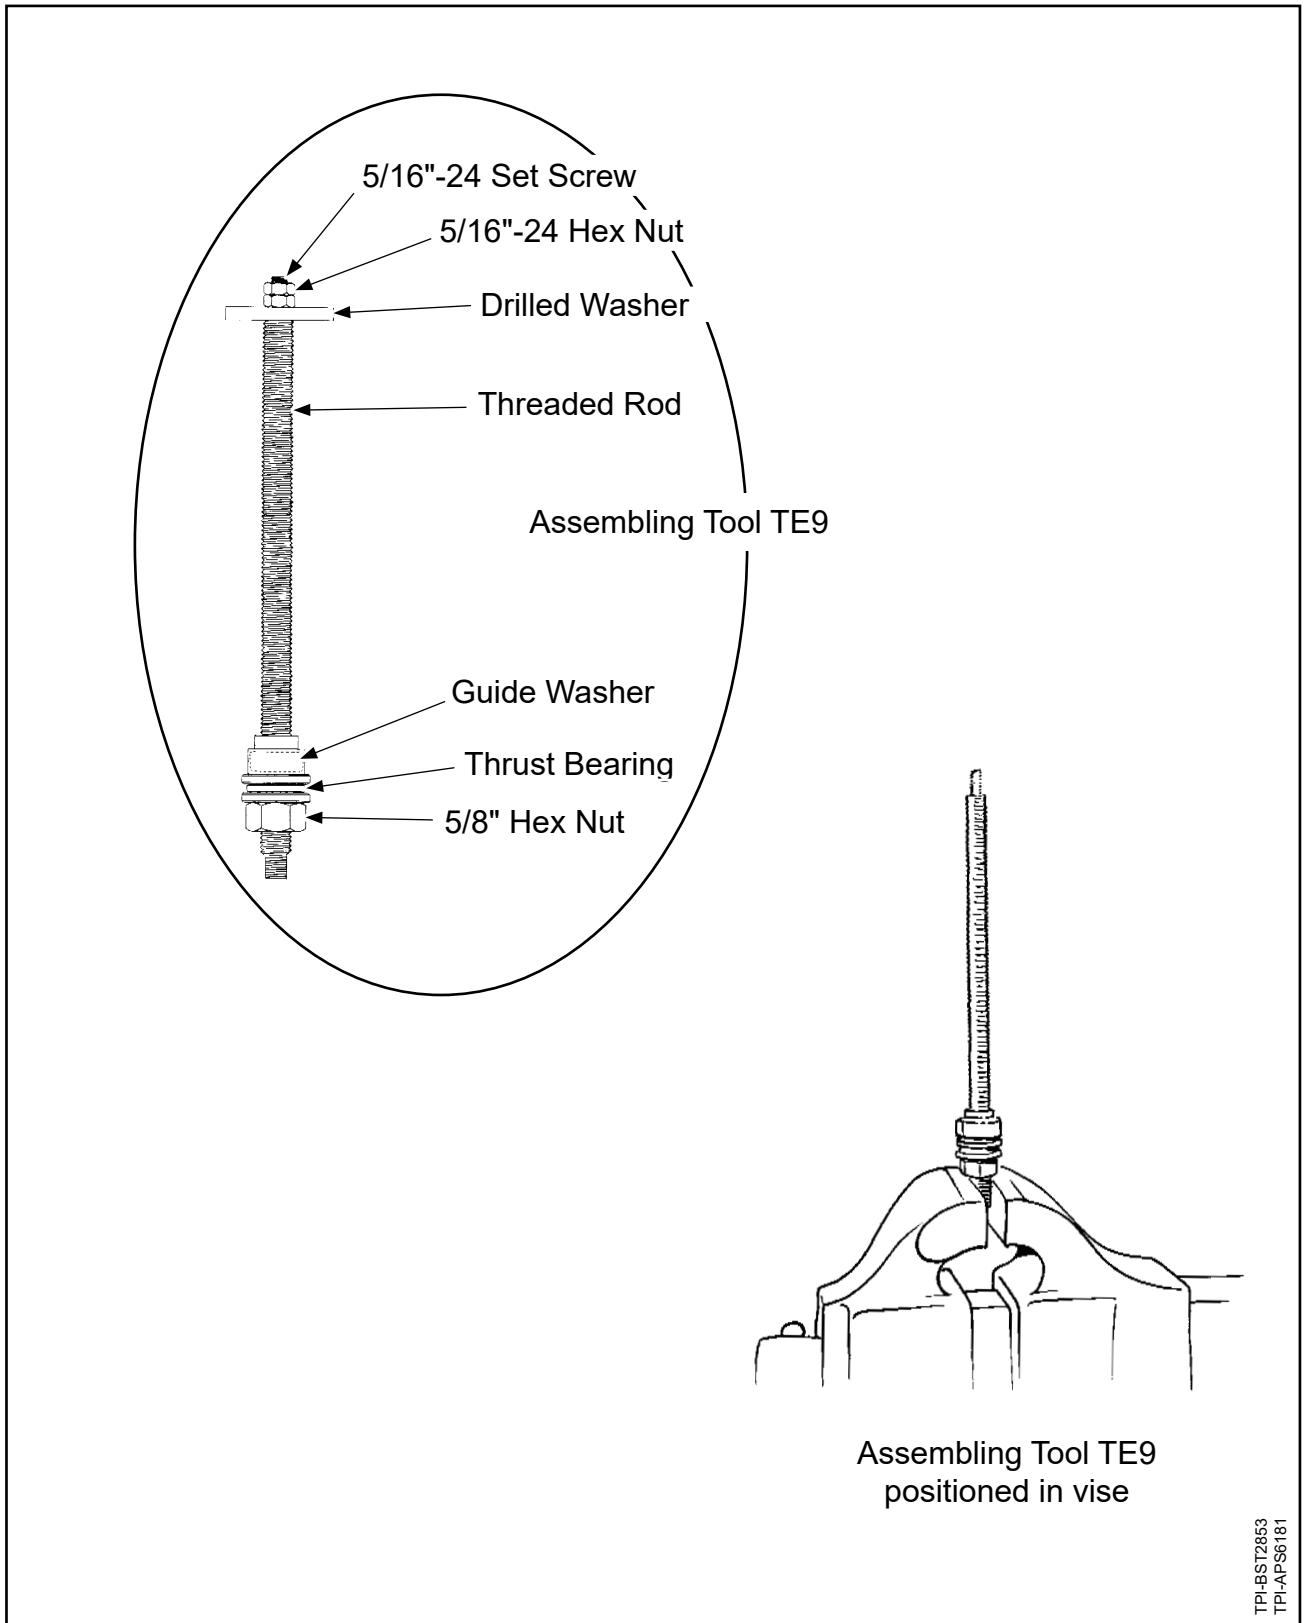 5/16"-24 Set Screw
5/16"-24 Hex Nut
Drilled Washer
Threaded Rod
Assembling Tool TE9
Guide Washer
Thrust Bearing
5/8" Hex Nut
Assembling Tool TE9
positioned in vise
TPI-BST2853
TPI-APS6181